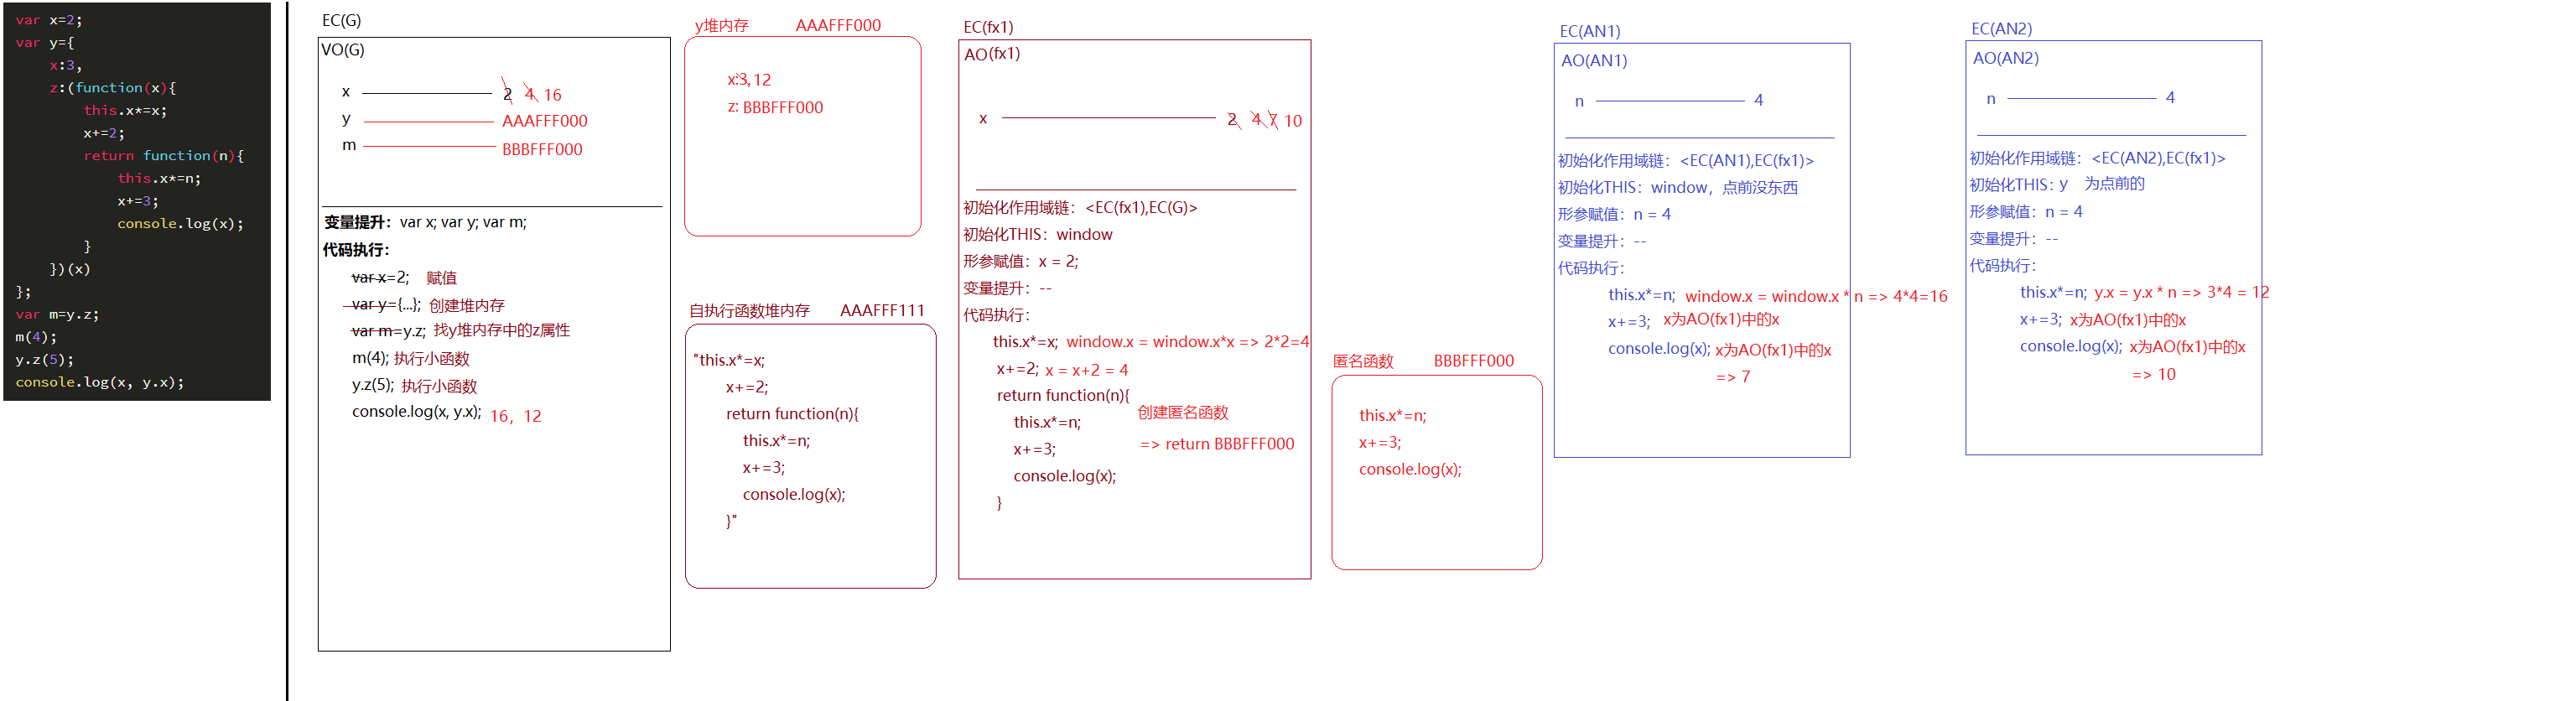 var x=2;
var y={
x:3,
z:(function(x){
this.x*=x;
x+=2;
return function(n){
this.x*=n;
x+=3;
console.log(x);
}
})(x)
};
var m=y.z;
m(4);
y.z(5);
console.log(x, y.x);
EC(G)
VO(G)
x 2 4 16
y AAAFFF000
m BBBFFF000
变量提升：var x; var y; var m;
代码执行：
var x=2; 赋值
var y={...}; 创建堆内存
var m=y.z; 找y堆内存中的z属性
m(4); 执行小函数
y.z(5); 执行小函数
console.log(x, y.x); 16，12
y堆内存 AAAFFF000
x:3, 12
z: BBBFFF000
自执行函数堆内存 AAAFFF111
"this.x*=x;
x+=2;
return function(n){
this.x*=n;
x+=3;
console.log(x);
}"
EC(fx1)
AO(fx1)
x 2 4 7 10
初始化作用域链：<EC(fx1),EC(G)>
初始化THIS：window
形参赋值：x = 2;
变量提升：--
代码执行：
this.x*=x; window.x = window.x*x => 2*2=4
x+=2; x = x+2 = 4
return function(n){
创建匿名函数
this.x*=n;
=> return BBBFFF000
x+=3;
console.log(x);
}
匿名函数 BBBFFF000
this.x*=n;
x+=3;
console.log(x);
EC(AN1)
AO(AN1)
n 4
初始化作用域链：<EC(AN1),EC(fx1)>
初始化THIS：window，点前没东西
形参赋值：n = 4
变量提升：--
代码执行：
this.x*=n; window.x = window.x * n => 4*4=16
x+=3; x为AO(fx1)中的x
console.log(x); x为AO(fx1)中的x
=> 7
EC(AN2)
AO(AN2)
n 4
初始化作用域链：<EC(AN2),EC(fx1)>
初始化THIS：y 为点前的
形参赋值：n = 4
变量提升：--
代码执行：
this.x*=n; y.x = y.x * n => 3*4 = 12
x+=3; x为AO(fx1)中的x
console.log(x); x为AO(fx1)中的x
=> 10